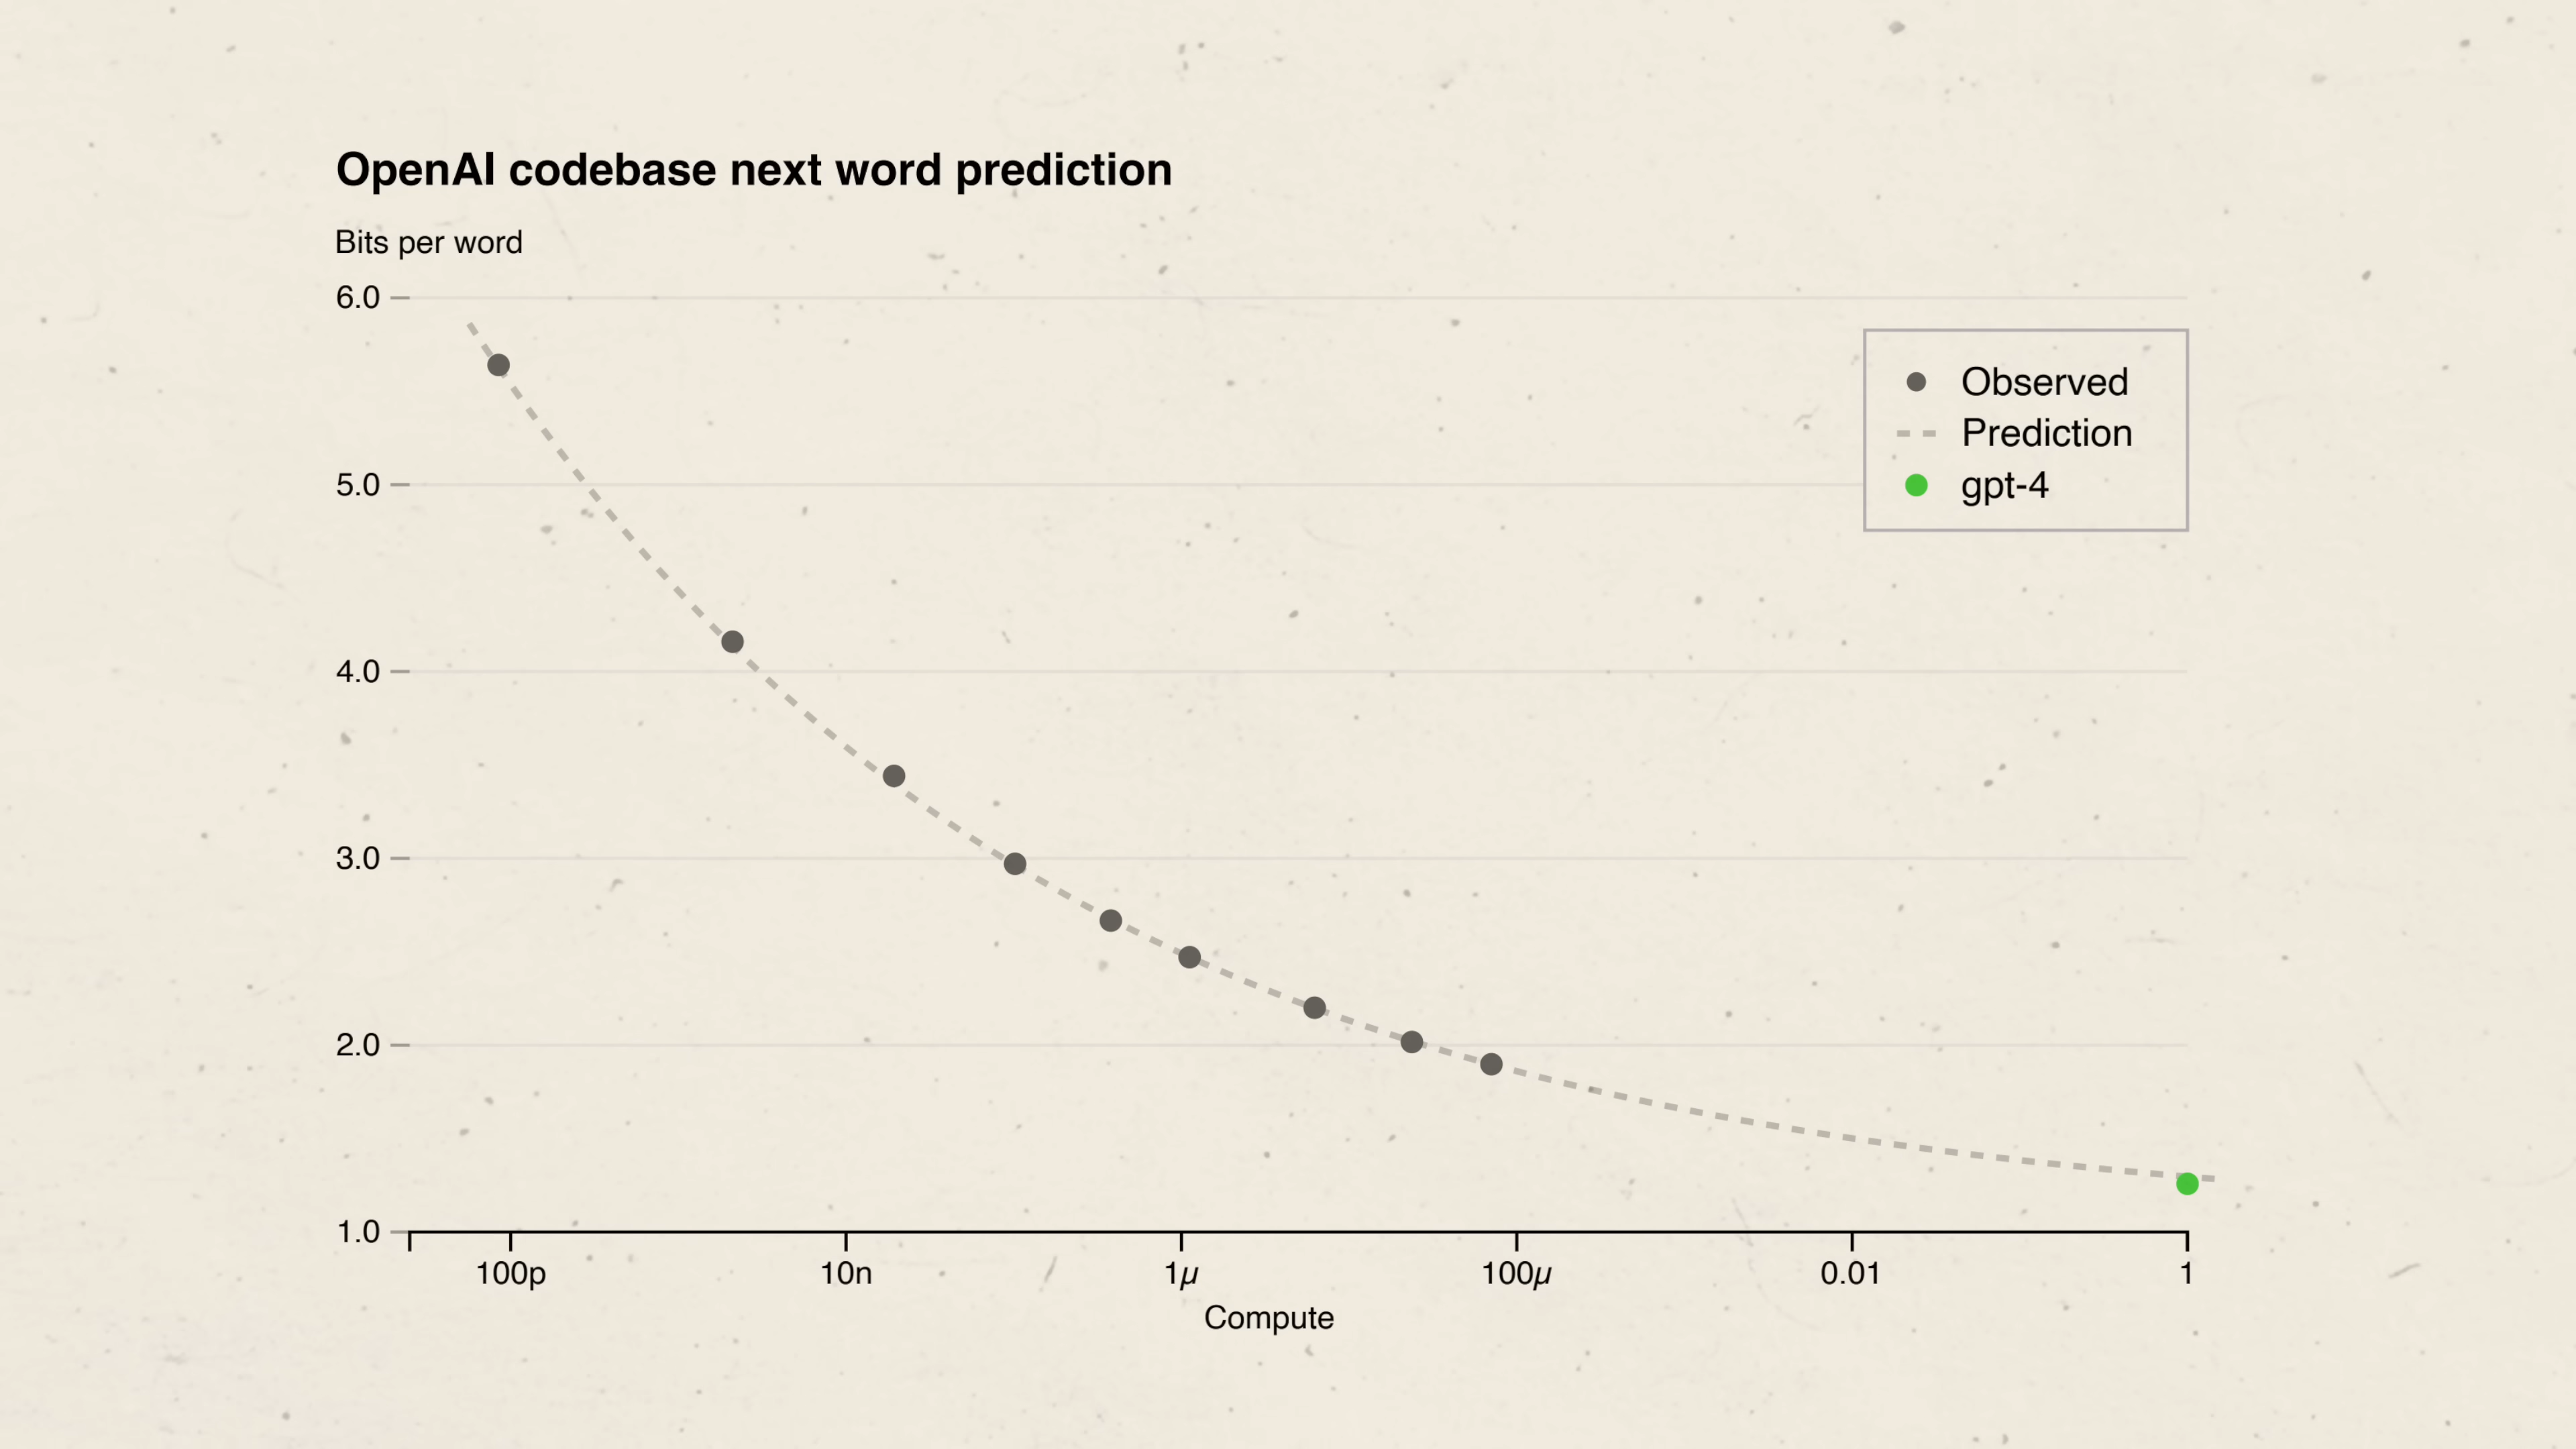 OpenAI codebase next word prediction
Bits per word
6.0
Observed
Prediction
5.0
gpt-4
4.0
3.0
2.0
1.0
100p 10n 1µ 100µ 0.01 1
Compute